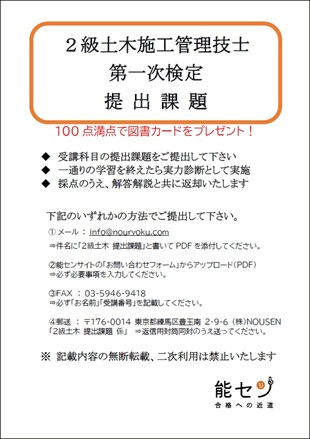 2級土木施工管理技士
第一次検定
提出課題
100点満点で図書カードをプレゼント！
◆ 受講科目の提出課題をご提出して下さい
◆ 一通りの学習を終えたら実力診断として実施
◆ 採点のうえ、解答解説と共に返却いたします
下記のいずれかの方法でご提出して下さい。
①メール： info@nouryoku.com
⇒件名に「2級土木 提出課題」と書いて PDF を添付してください。
②能センサイトの「お問い合わせフォーム」からアップロード(PDF)
⇒必ず必要事項を入力してください。
③FAX ： 03-5946-9418
⇒必ず「お名前」「受講番号」を記載してください。
④郵送 ： 〒176-0014 東京都練馬区豊玉南 2-9-6 (株)NOUSEN
「2級土木 提出課題 係」 ⇒返信用封筒同封のうえ送ってください。
※ 記載内容の無断転載、二次利用は禁止いたします
能セン
合格への近道